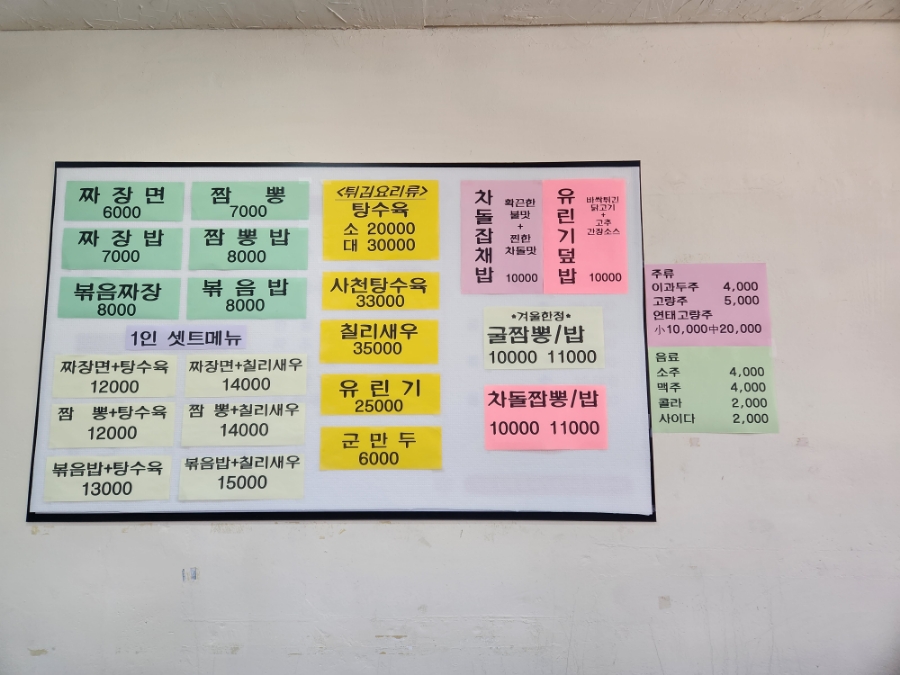 짜장면
6000
짬 뽕
7000
짜장밥
7000
짬뽕밥
8000
볶음짜장
8000
볶음밥
8000
1인 셋트메뉴
짜장면+탕수육
12000
짜장면+칠리새우
14000
짬 뽕+탕수육
12000
짬 뽕+칠리새우
14000
볶음밥+탕수육
13000
볶음밥+칠리새우
15000
<튀김요리류>
탕수육
소 20000
대 30000
사천탕수육
33000
칠리새우
35000
유린기
25000
군만두
6000
차돌잡채밥
확끈한
불맛
+
찐한
차돌맛
10000
유린기덮밥
바싹튀긴
닭고기
+
고추
간장소스
10000
*겨울한정*
굴짬뽕/밥
10000 11000
차돌짬뽕/밥
10000 11000
주류
이과두주 4,000
고량주 5,000
연태고량주
小10,000中20,000
음료
소주 4,000
맥주 4,000
콜라 2,000
사이다 2,000